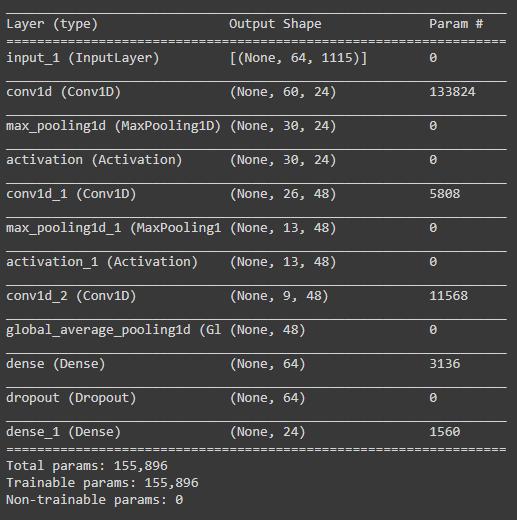 Layer (type) Output Shape Param #
input_1 (InputLayer) [(None, 64, 1115)] 0
conv1d (Conv1D) (None, 60, 24) 133824
max_pooling1d (MaxPooling1D) (None, 30, 24) 0
activation (Activation) (None, 30, 24) 0
conv1d_1 (Conv1D) (None, 26, 48) 5808
max_pooling1d_1 (MaxPooling1 (None, 13, 48) 0
activation_1 (Activation) (None, 13, 48) 0
conv1d_2 (Conv1D) (None, 9, 48) 11568
global_average_pooling1d (Gl (None, 48) 0
dense (Dense) (None, 64) 3136
dropout (Dropout) (None, 64) 0
dense_1 (Dense) (None, 24) 1560
Total params: 155,896
Trainable params: 155,896
Non-trainable params: 0